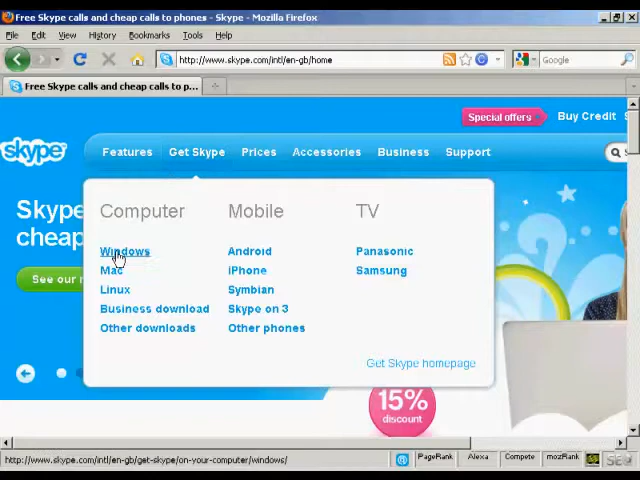 Free Skype calls and cheap calls to phones - Skype - Mozilla Firefox
File Edit View History Bookmarks Tools Help
http://www.skype.com/intl/en-gb/home
Google
Free Skype calls and cheap calls to p...
Special offers Buy Credit
skype Features Get Skype Prices Accessories Business Support
Skype
cheap
See our
Computer Mobile TV
Windows Android Panasonic
Mac iPhone Samsung
Linux Symbian
Business download Skype on 3
Other downloads Other phones
Get Skype homepage
15%
discount
http://www.skype.com/intl/en-gb/get-skype/on-your-computer/windows/
PageRank Alexa Compete mozRank